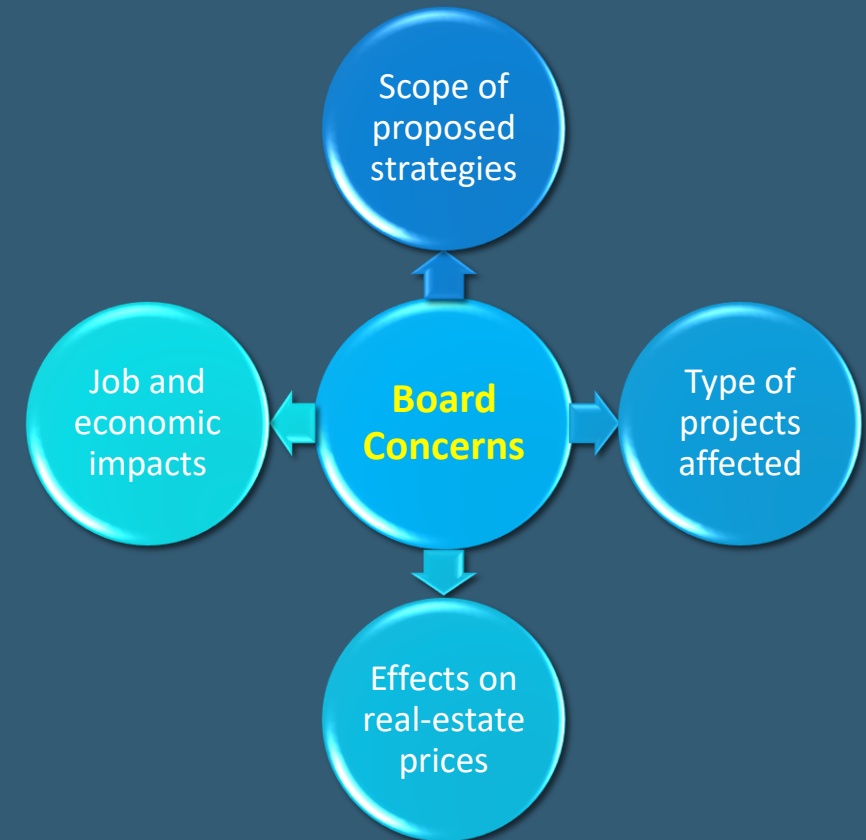 Scope of
proposed
strategies
Job and
economic
impacts
Board
Concerns
Type of
projects
affected
Effects on
real-estate
prices